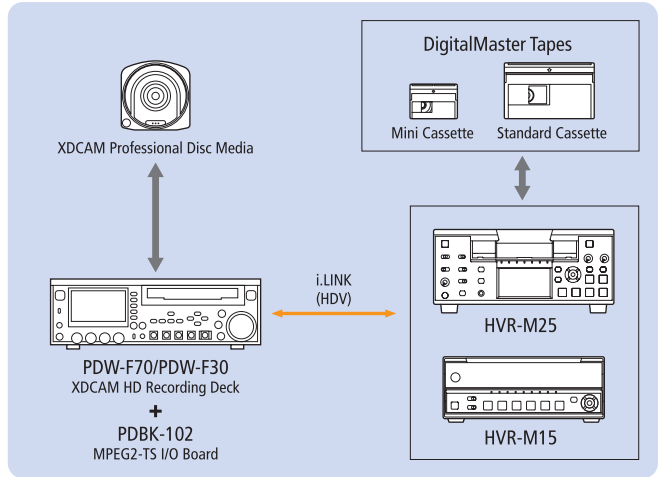 DigitalMaster Tapes
Mini Cassette
Standard Cassette
XDCAM Professional Disc Media
i.LINK
(HDV)
HVR-M25
PDW-F70/PDW-F30
XDCAM HD Recording Deck
+
PDBK-102
MPEG2-TS I/O Board
HVR-M15